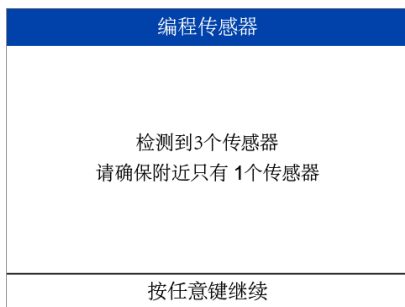 编程传感器
检测到3个传感器
请确保附近只有 1个传感器
按任意键继续